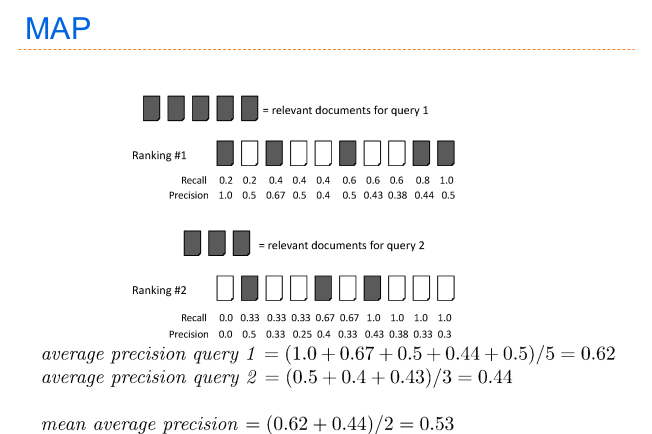 MAP
= relevant documents for query 1
Ranking #1
Recall 0.2 0.2 0.4 0.4 0.4 0.6 0.6 0.6 0.8 1.0
Precision 1.0 0.5 0.67 0.5 0.4 0.5 0.43 0.38 0.44 0.5
= relevant documents for query 2
Ranking #2
Recall 0.0 0.33 0.33 0.33 0.67 0.67 1.0 1.0 1.0 1.0
Precision 0.0 0.5 0.33 0.25 0.4 0.33 0.43 0.38 0.33 0.3
average precision query 1 = (1.0 + 0.67 + 0.5 + 0.44 + 0.5)/5 = 0.62
average precision query 2 = (0.5 + 0.4 + 0.43)/3 = 0.44
mean average precision = (0.62 + 0.44)/2 = 0.53